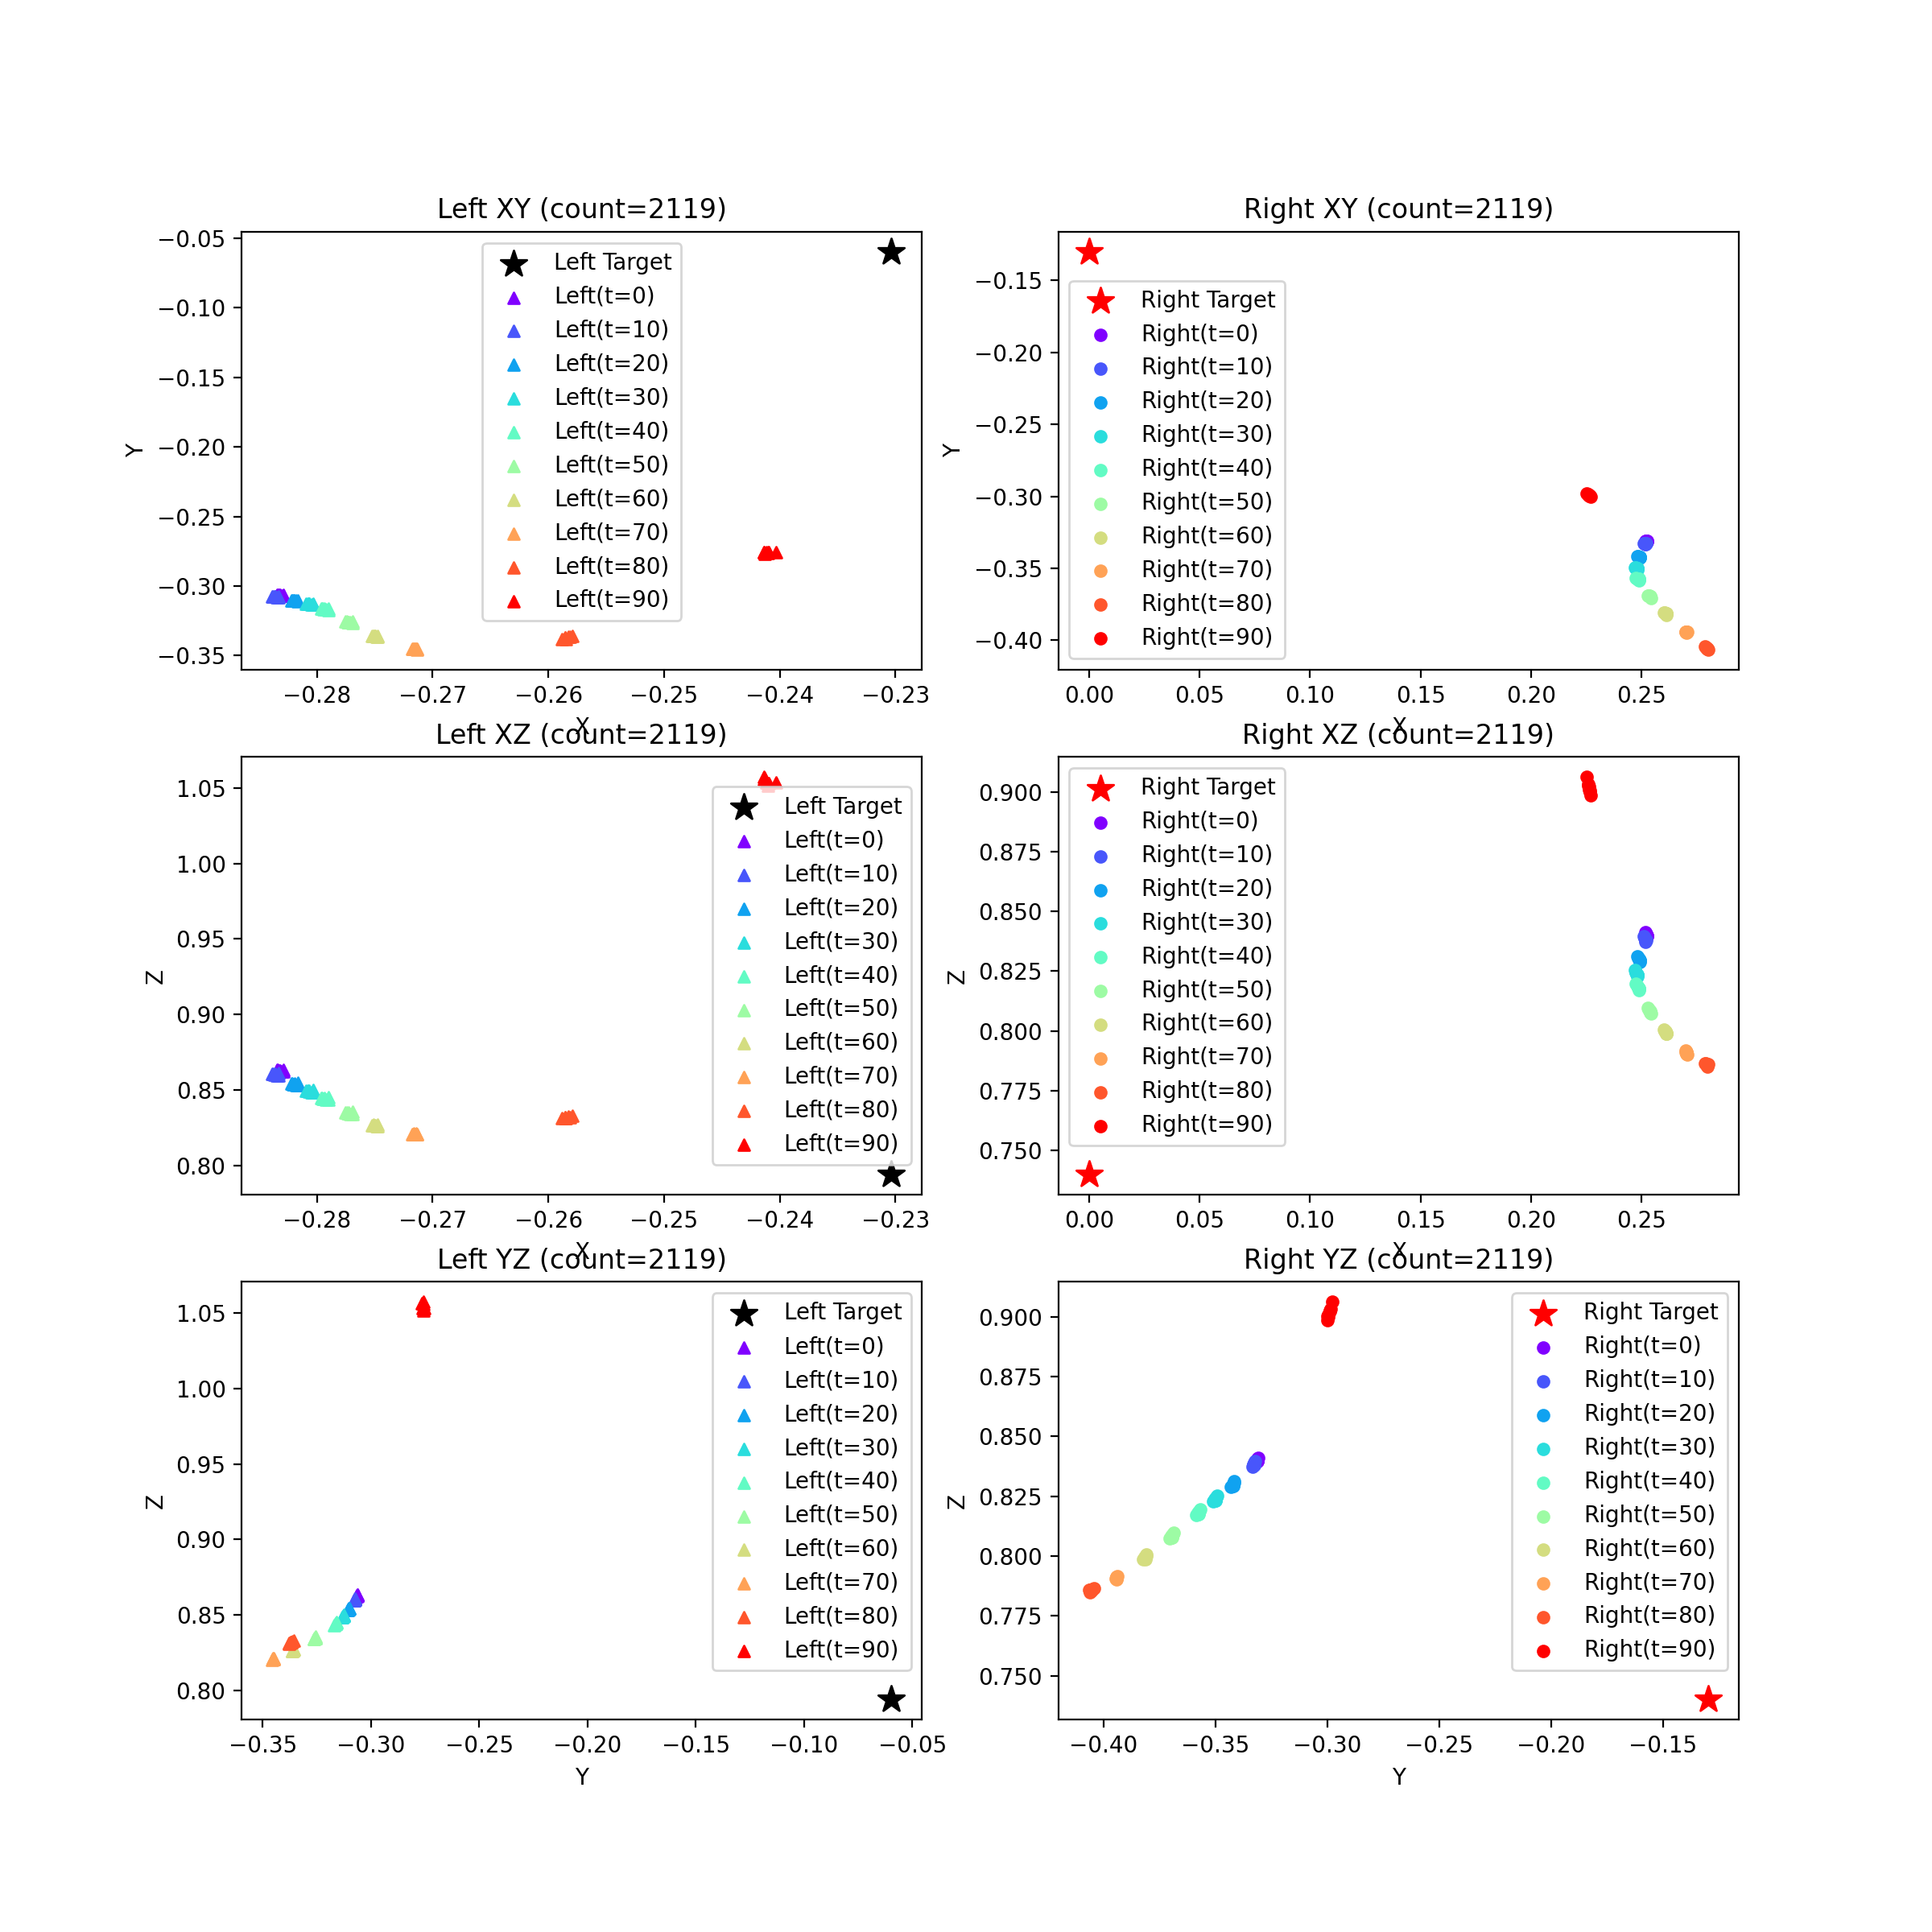 Left XY (count=2119)
−0.05
−0.10
−0.15
−0.20
−0.25
−0.30
−0.35
Y
Left Target
Left(t=0)
Left(t=10)
Left(t=20)
Left(t=30)
Left(t=40)
Left(t=50)
Left(t=60)
Left(t=70)
Left(t=80)
Left(t=90)
−0.28 −0.27 −0.26 −0.25 −0.24 −0.23
X
Right XY (count=2119)
−0.15
−0.20
−0.25
−0.30
−0.35
−0.40
Y
Right Target
Right(t=0)
Right(t=10)
Right(t=20)
Right(t=30)
Right(t=40)
Right(t=50)
Right(t=60)
Right(t=70)
Right(t=80)
Right(t=90)
0.00 0.05 0.10 0.15 0.20 0.25
X
Left XZ (count=2119)
1.05
1.00
0.95
0.90
0.85
0.80
Z
Left Target
Left(t=0)
Left(t=10)
Left(t=20)
Left(t=30)
Left(t=40)
Left(t=50)
Left(t=60)
Left(t=70)
Left(t=80)
Left(t=90)
−0.28 −0.27 −0.26 −0.25 −0.24 −0.23
X
Right XZ (count=2119)
0.900
0.875
0.850
0.825
0.800
0.775
0.750
Z
Right Target
Right(t=0)
Right(t=10)
Right(t=20)
Right(t=30)
Right(t=40)
Right(t=50)
Right(t=60)
Right(t=70)
Right(t=80)
Right(t=90)
0.00 0.05 0.10 0.15 0.20 0.25
X
Left YZ (count=2119)
1.05
1.00
0.95
0.90
0.85
0.80
Z
Left Target
Left(t=0)
Left(t=10)
Left(t=20)
Left(t=30)
Left(t=40)
Left(t=50)
Left(t=60)
Left(t=70)
Left(t=80)
Left(t=90)
−0.35 −0.30 −0.25 −0.20 −0.15 −0.10 −0.05
Y
Right YZ (count=2119)
0.900
0.875
0.850
0.825
0.800
0.775
0.750
Z
Right Target
Right(t=0)
Right(t=10)
Right(t=20)
Right(t=30)
Right(t=40)
Right(t=50)
Right(t=60)
Right(t=70)
Right(t=80)
Right(t=90)
−0.40 −0.35 −0.30 −0.25 −0.20 −0.15
Y